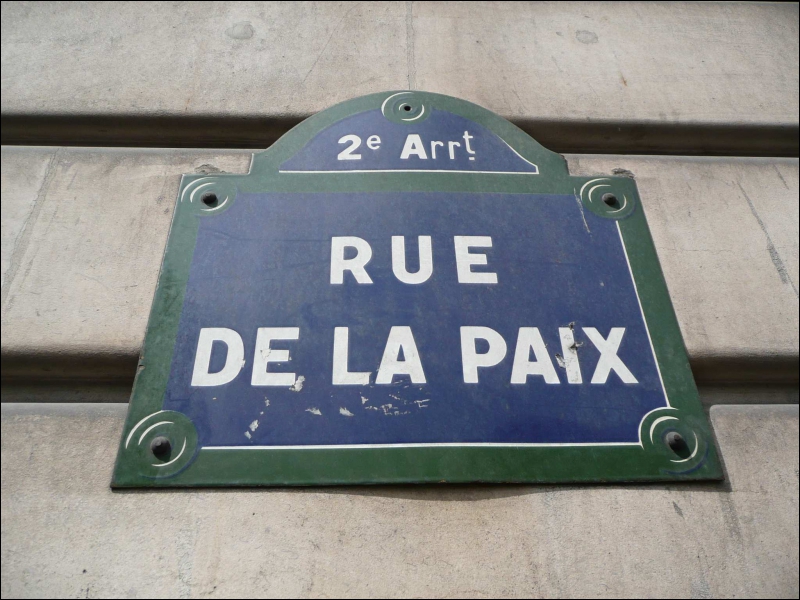 2e Arrt.
RUE
DE LA PAIX